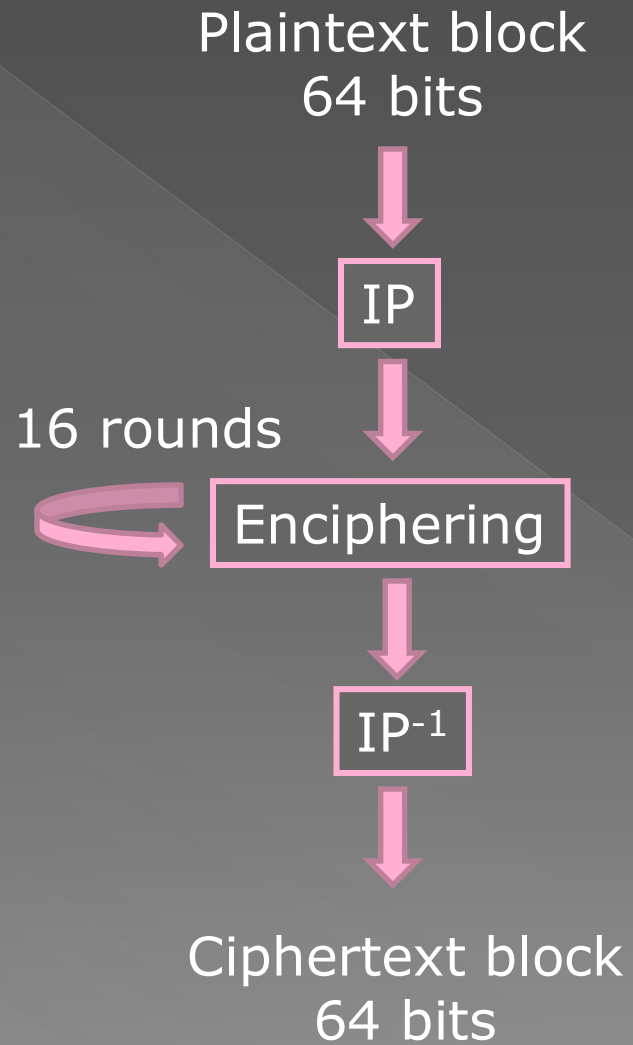 Plaintext block
64 bits
IP
16 rounds
Enciphering
IP⁻¹
Ciphertext block
64 bits